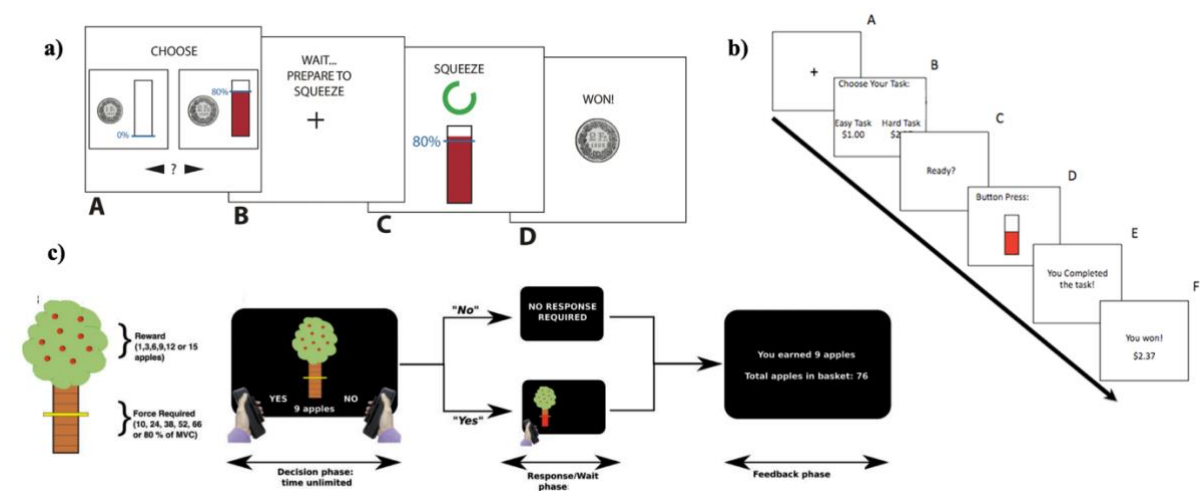 a)
CHOOSE
0%
80%
?
A
WAIT...
PREPARE TO
SQUEEZE
+
B
SQUEEZE
80%
C
WON!
D
b)
A
+
B
Choose Your Task:
Easy Task Hard Task
$1.00
C
Ready?
D
Button Press:
E
You Completed
the task!
F
You won!
$2.37
c)
Reward
(1,3,6,9,12 or 15
apples)
Force Required
(10, 24, 38, 52, 66
or 80 % of MVC)
YES NO
9 apples
Decision phase:
time unlimited
"No"
NO RESPONSE
REQUIRED
"Yes"
Response/Wait
phase:
You earned 9 apples
Total apples in basket: 76
Feedback phase